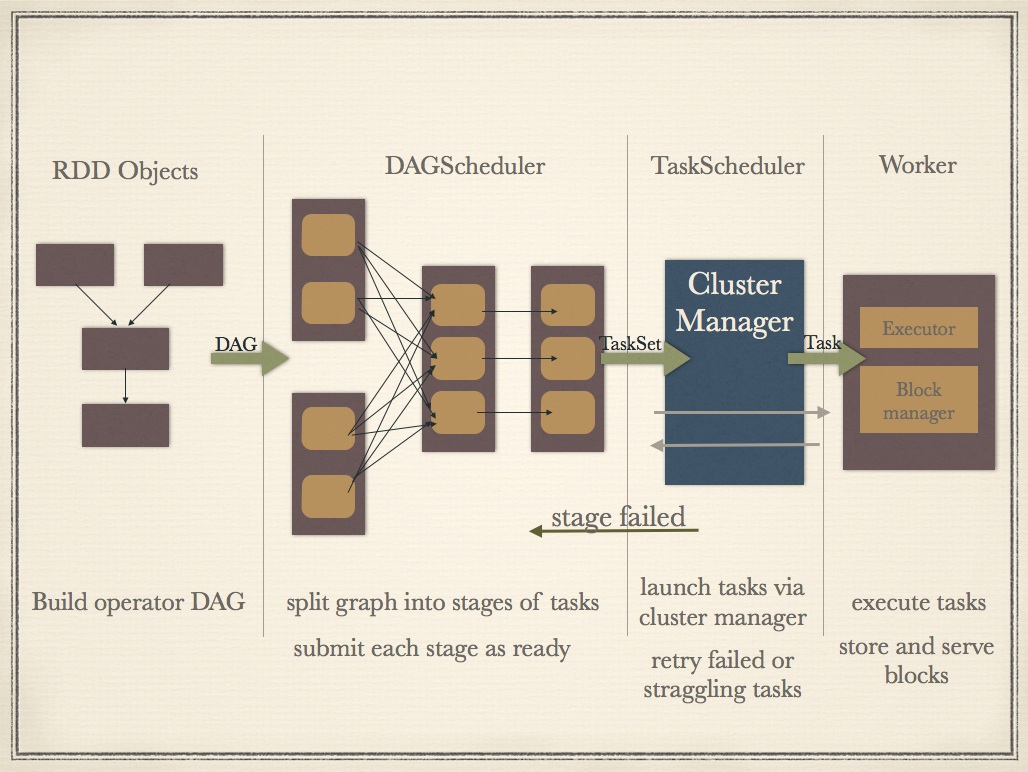 RDD Objects
DAGScheduler
TaskScheduler
Worker
DAG
Cluster
Manager
TaskSet
Task
Executor
Block
manager
stage failed
Build operator DAG
split graph into stages of tasks
submit each stage as ready
launch tasks via
cluster manager
retry failed or
straggling tasks
execute tasks
store and serve
blocks